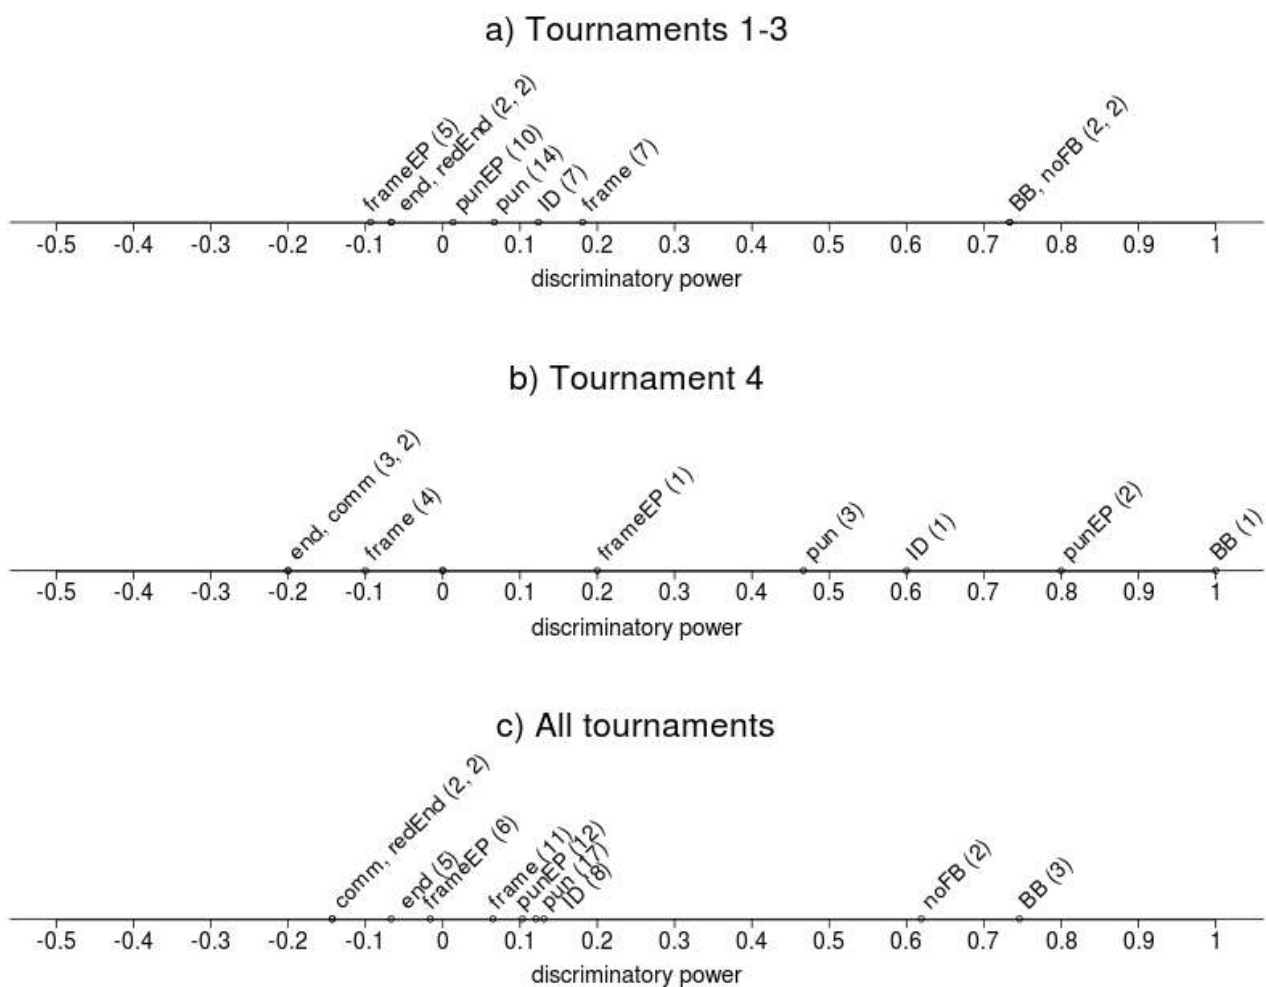 a) Tournaments 1-3
frameEP (5)
end, redEnd (2, 2)
punEP (10)
pun (14)
ID (7)
frame (7)
BB, noFB (2, 2)
-0.5 -0.4 -0.3 -0.2 -0.1 0 0.1 0.2 0.3 0.4 0.5 0.6 0.7 0.8 0.9 1
discriminatory power
b) Tournament 4
end, comm (3, 2)
frame (4)
frameEP (1)
pun (3)
ID (1)
punEP (2)
BB (1)
-0.5 -0.4 -0.3 -0.2 -0.1 0 0.1 0.2 0.3 0.4 0.5 0.6 0.7 0.8 0.9 1
discriminatory power
c) All tournaments
comm, redEnd (2, 2)
end (5)
frameEP (6)
frame (11)
punEP (12)
pun (17)
ID (8)
noFB (2)
BB (3)
-0.5 -0.4 -0.3 -0.2 -0.1 0 0.1 0.2 0.3 0.4 0.5 0.6 0.7 0.8 0.9 1
discriminatory power